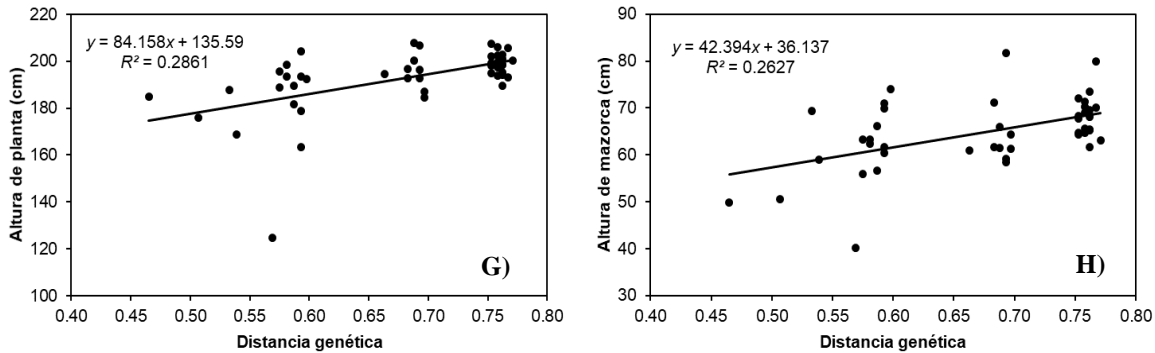 220
200
180
160
140
120
100
Altura de planta (cm)
y = 84.158x + 135.59
R² = 0.2861
G)
0.40 0.45 0.50 0.55 0.60 0.65 0.70 0.75 0.80
Distancia genética
90
80
70
60
50
40
30
Altura de mazorca (cm)
y = 42.394x + 36.137
R² = 0.2627
H)
0.40 0.45 0.50 0.55 0.60 0.65 0.70 0.75 0.80
Distancia genética